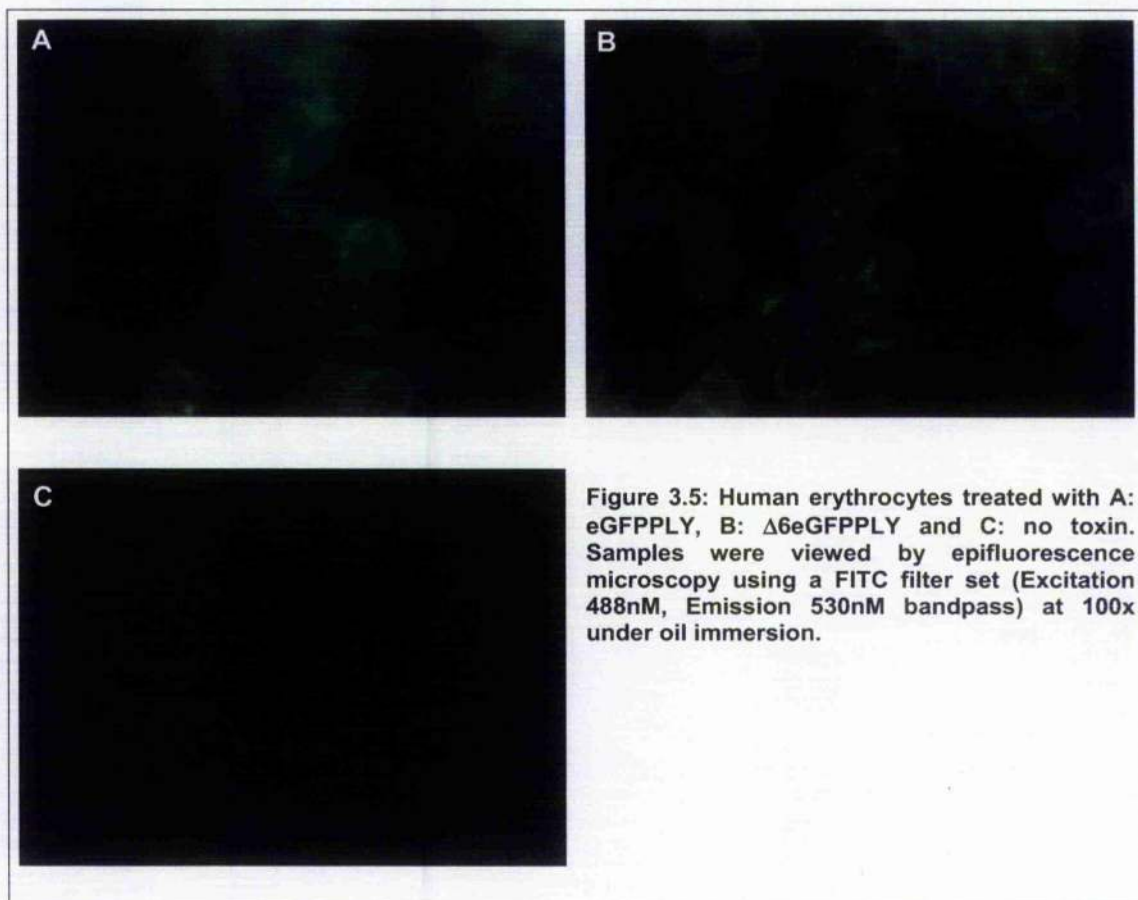 A
B
C
Figure 3.5: Human erythrocytes treated with A:
eGFPPLY, B: Δ6eGFPPLY and C: no toxin.
Samples were viewed by epifluorescence
microscopy using a FITC filter set (Excitation
488nM, Emission 530nM bandpass) at 100x
under oil immersion.